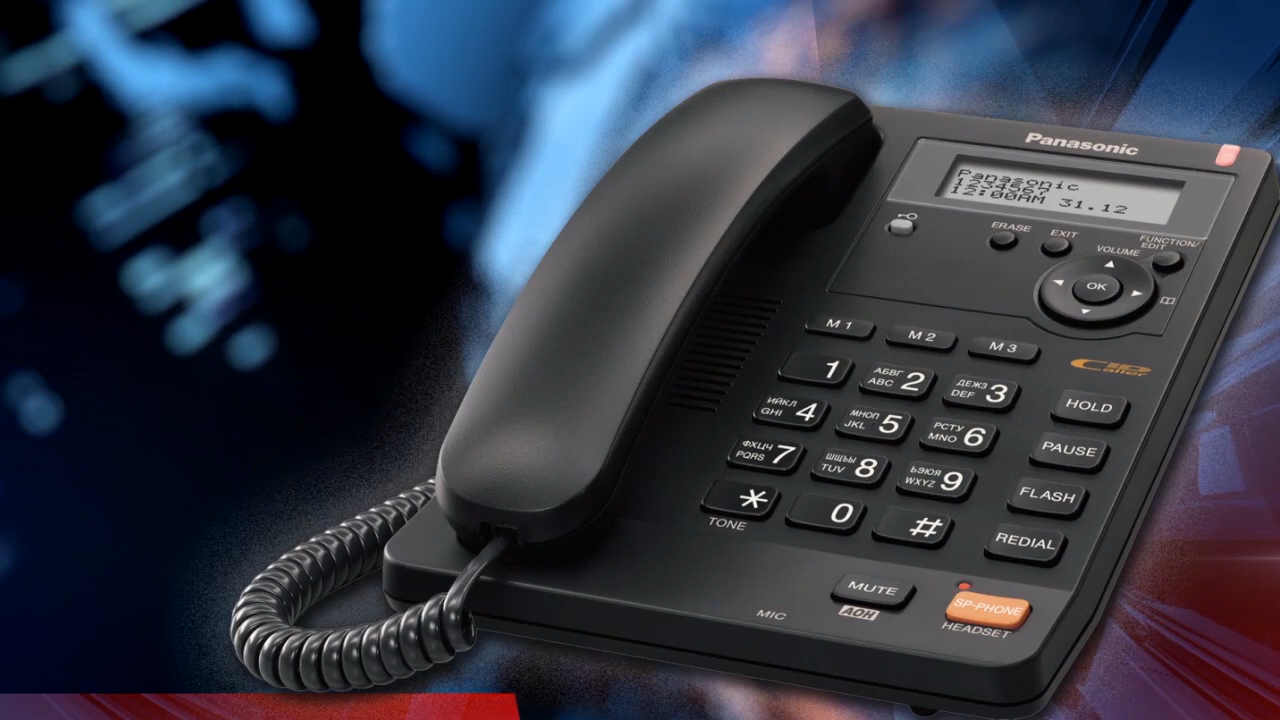 Panasonic
Panasonic
1234567
12:00AM 31.12
ERASE
EXIT
FUNCTION/
EDIT
VOLUME
OK
M 1
M 2
M 3
Caller
1
АБВГ
ABC 2
ДЕЖЗ
DEF 3
HOLD
ИЙКЛ
GHI 4
МНОП
JKL 5
РСТУ
MNO 6
PAUSE
ФХЦЧ
PQRS 7
ШЩЪЫ
TUV 8
ЬЭЮЯ
WXYZ 9
FLASH
*
0
#
REDIAL
TONE
MUTE
SP-PHONE
MIC
АОН
HEADSET